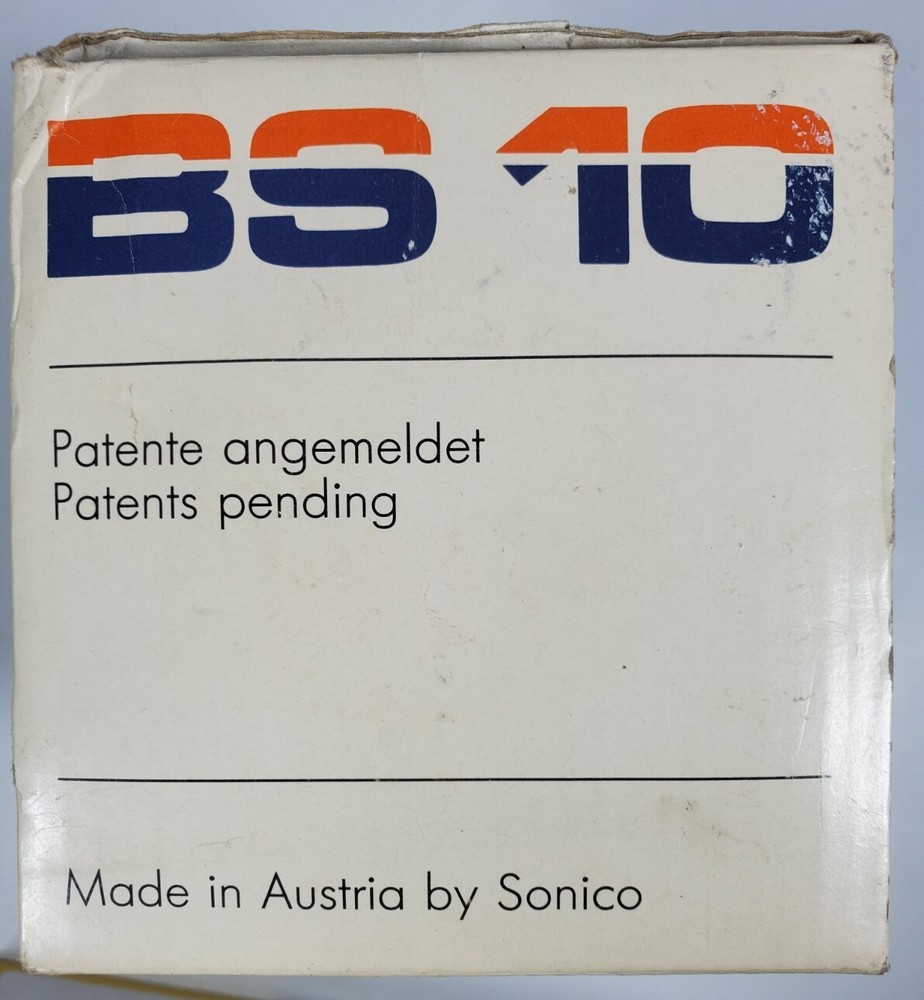 BS 10
Patente angemeldet
Patents pending
Made in Austria by Sonico